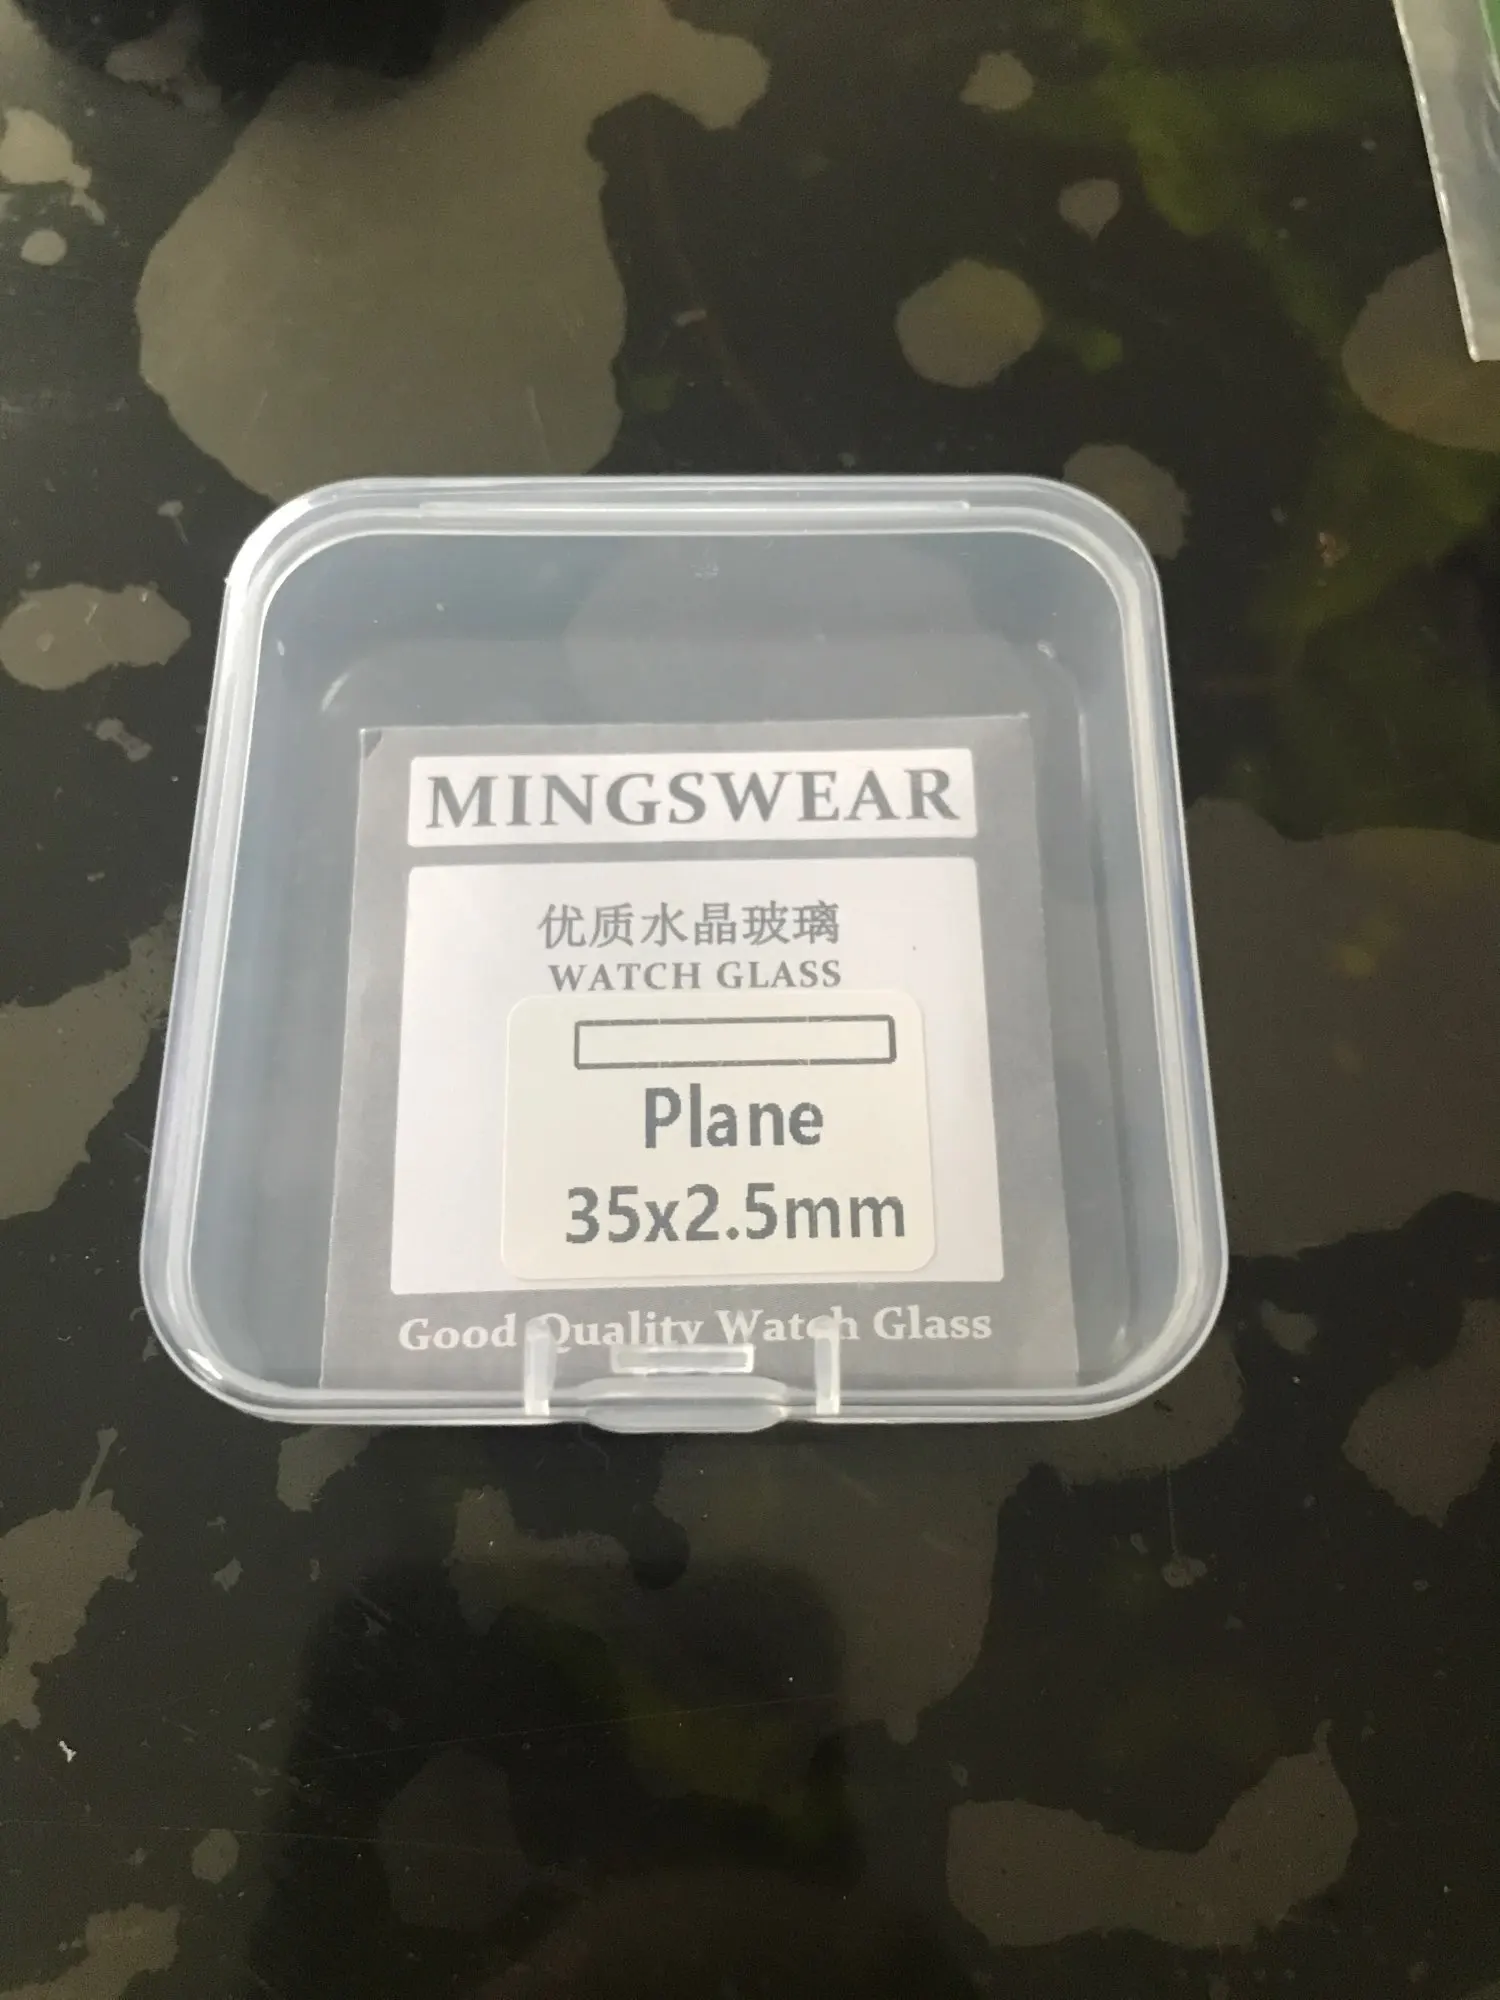 MINGSWEAR
优质水晶玻璃
WATCH GLASS
Plane
35x2.5mm
Good Quality Watch Glass